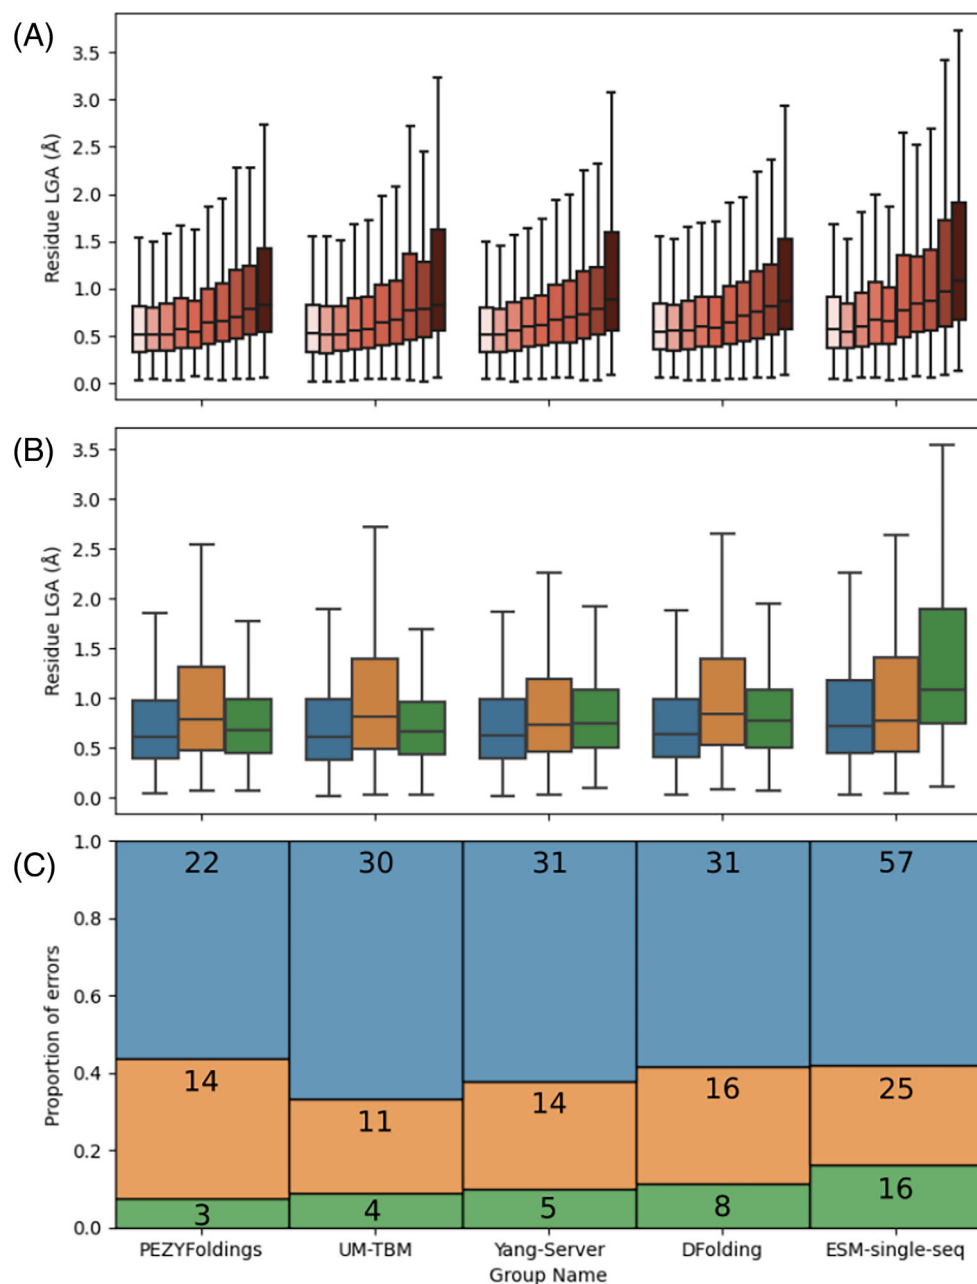 (A)
Residue LGA (Å)
3.5
3.0
2.5
2.0
1.5
1.0
0.5
0.0
(B)
Residue LGA (Å)
3.5
3.0
2.5
2.0
1.5
1.0
0.5
0.0
(C)
Proportion of errors
1.0
0.8
0.6
0.4
0.2
0.0
22 30 31 31 57
14 11 14 16 25
3 4 5 8 16
PEZYFoldings UM-TBM Yang-Server DFolding ESM-single-seq
Group Name